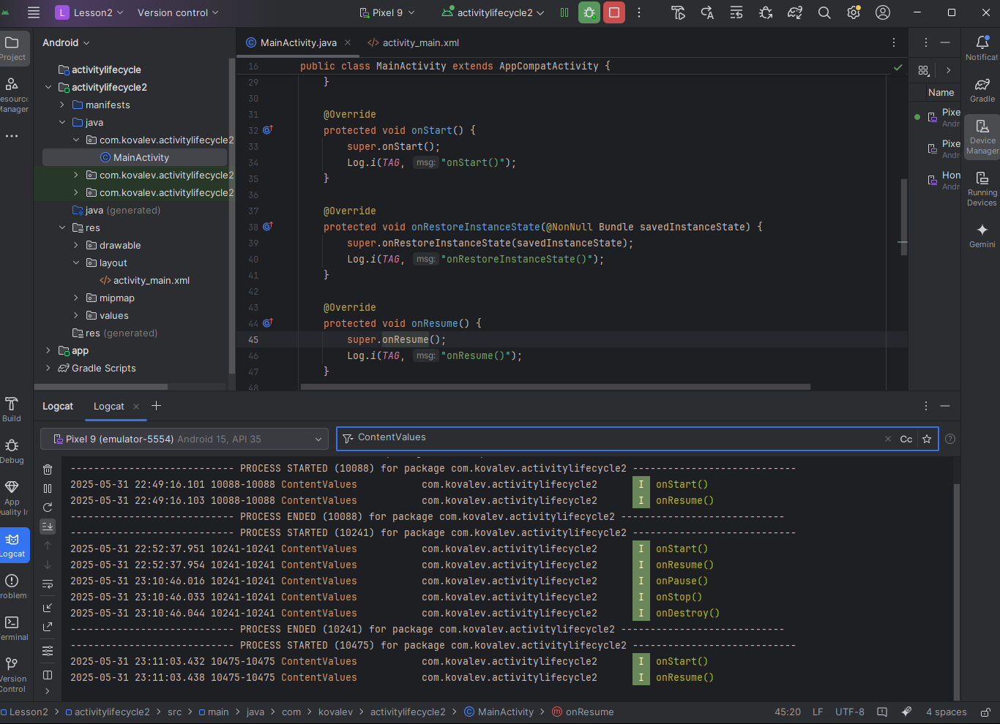 L Lesson2 Version control Pixel 9 activitylifecycle2
Project
Resource
Manager
Build
Debug
App
Quality In
Logcat
Problem
Terminal
Version
Control
Android
activitylifecycle
activitylifecycle2
manifests
java
com.kovalev.activitylifecycle2
MainActivity
com.kovalev.activitylifecycle2
com.kovalev.activitylifecycle2
java (generated)
res
drawable
layout
activity_main.xml
mipmap
values
res (generated)
app
Gradle Scripts
MainActivity.java activity_main.xml
16 public class MainActivity extends AppCompatActivity {
29 }
30
31 @Override
32 protected void onStart() {
33 super.onStart();
34 Log.i(TAG, msg: "onStart()");
35 }
36
37 @Override
38 protected void onRestoreInstanceState(@NonNull Bundle savedInstanceState) {
39 super.onRestoreInstanceState(savedInstanceState);
40 Log.i(TAG, msg: "onRestoreInstanceState()");
41 }
42
43 @Override
44 protected void onResume() {
45 super.onResume();
46 Log.i(TAG, msg: "onResume()");
47 }
48
Name
Pixe
Andr
Pixe
Andr
Hon
Andr
Notificat
Gradle
Device
Manager
Running
Devices
Gemini
Logcat Logcat
Pixel 9 (emulator-5554) Android 15, API 35 ContentValues Cc
---------------------------- PROCESS STARTED (10088) for package com.kovalev.activitylifecycle2 ----------------------------
2025-05-31 22:49:16.101 10088-10088 ContentValues com.kovalev.activitylifecycle2 I onStart()
2025-05-31 22:49:16.103 10088-10088 ContentValues com.kovalev.activitylifecycle2 I onResume()
---------------------------- PROCESS ENDED (10088) for package com.kovalev.activitylifecycle2 ----------------------------
---------------------------- PROCESS STARTED (10241) for package com.kovalev.activitylifecycle2 ----------------------------
2025-05-31 22:52:37.951 10241-10241 ContentValues com.kovalev.activitylifecycle2 I onStart()
2025-05-31 22:52:37.954 10241-10241 ContentValues com.kovalev.activitylifecycle2 I onResume()
2025-05-31 23:10:46.016 10241-10241 ContentValues com.kovalev.activitylifecycle2 I onPause()
2025-05-31 23:10:46.033 10241-10241 ContentValues com.kovalev.activitylifecycle2 I onStop()
2025-05-31 23:10:46.044 10241-10241 ContentValues com.kovalev.activitylifecycle2 I onDestroy()
---------------------------- PROCESS ENDED (10241) for package com.kovalev.activitylifecycle2 ----------------------------
---------------------------- PROCESS STARTED (10475) for package com.kovalev.activitylifecycle2 ----------------------------
2025-05-31 23:11:03.432 10475-10475 ContentValues com.kovalev.activitylifecycle2 I onStart()
2025-05-31 23:11:03.438 10475-10475 ContentValues com.kovalev.activitylifecycle2 I onResume()
Lesson2 > activitylifecycle2 > src > main > java > com > kovalev > activitylifecycle2 > MainActivity > onResume 45:20 LF UTF-8 4 spaces